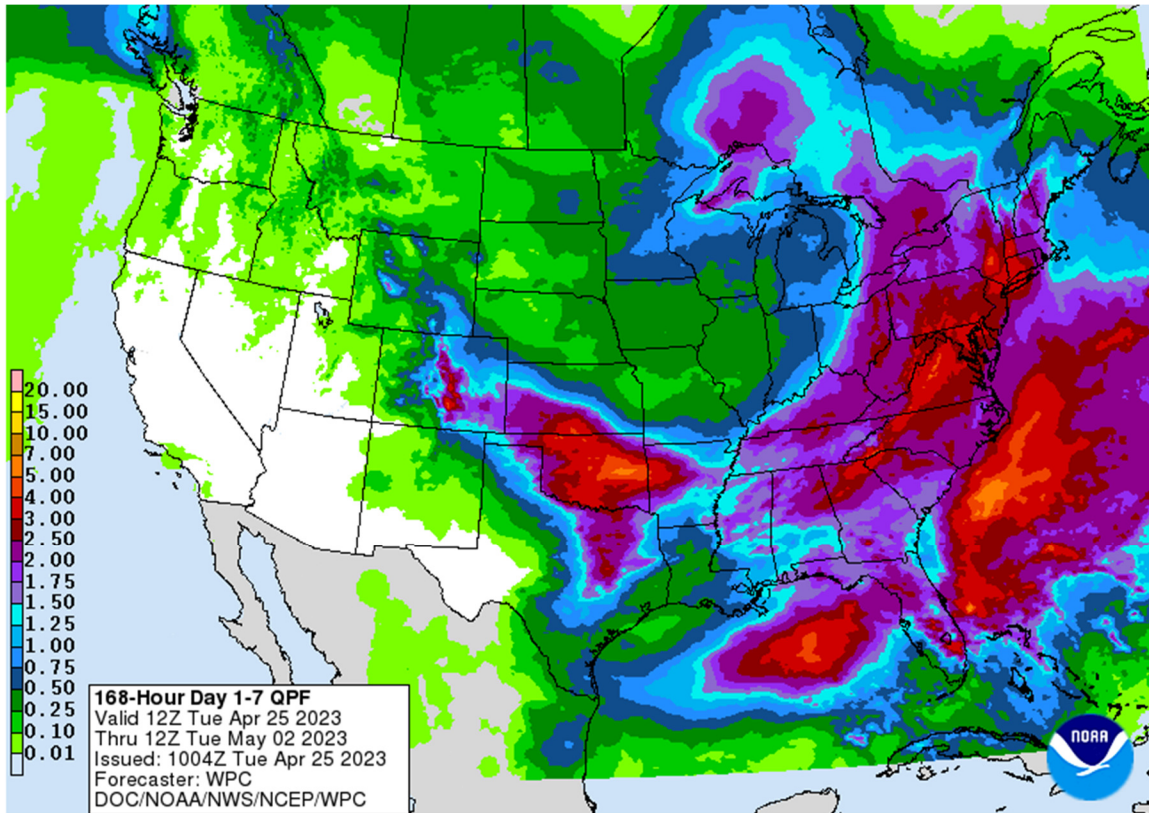 20.00
15.00
10.00
7.00
5.00
4.00
3.00
2.50
2.00
1.75
1.50
1.25
1.00
0.75
0.50
0.25
0.10
0.01
168-Hour Day 1-7 QPF
Valid 12Z Tue Apr 25 2023
Thru 12Z Tue May 02 2023
Issued: 1004Z Tue Apr 25 2023
Forecaster: WPC
DOC/NOAA/NWS/NCEP/WPC
NOAA